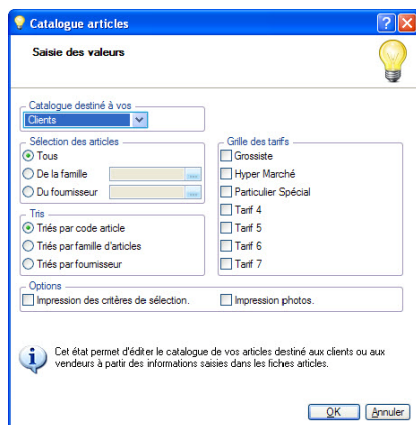 Catalogue articles
Saisie des valeurs
Catalogue destiné à vos
Clients
Sélection des articles
Tous
De la famille
Du fournisseur
Grille des tarifs
Grossiste
Hyper Marché
Particulier Spécial
Tarif 4
Tarif 5
Tarif 6
Tarif 7
Tris
Triés par code article
Triés par famille d'articles
Triés par fournisseur
Options
Impression des critères de sélection.
Impression photos.
Cet état permet d'éditer le catalogue de vos articles destiné aux clients ou aux
vendeurs à partir des informations saisies dans les fiches articles.
OK
Annuler